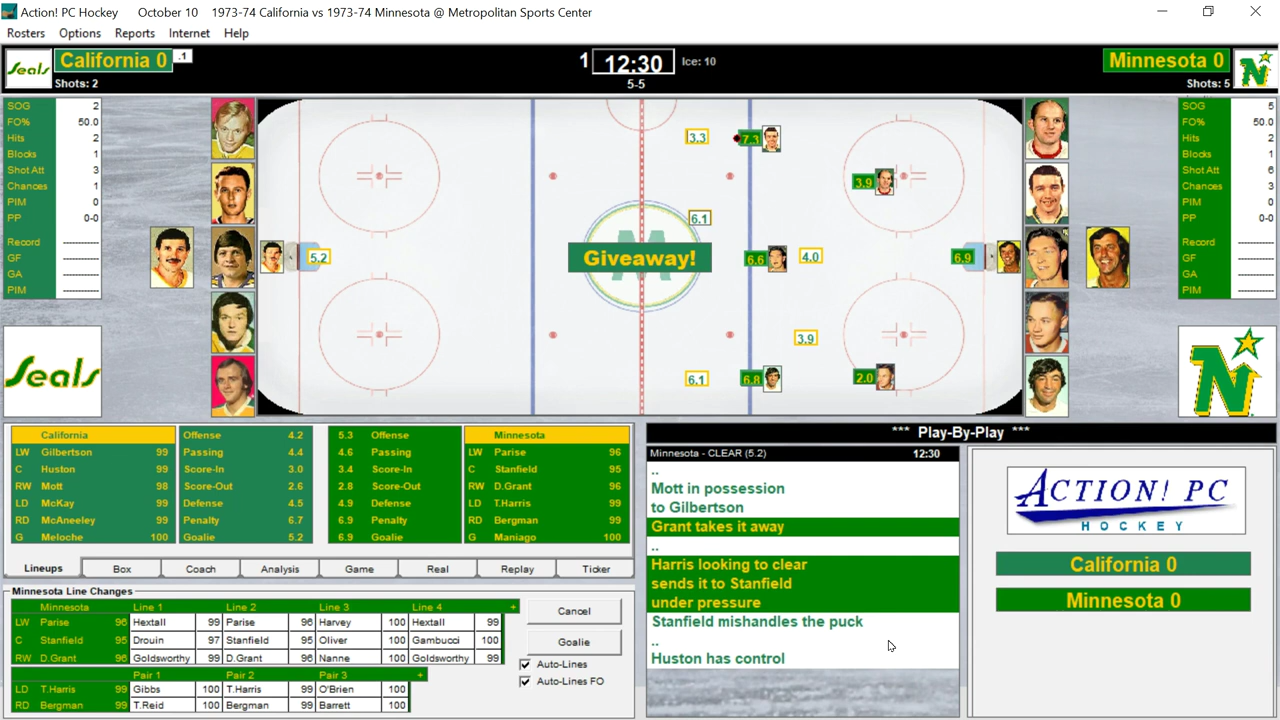 Action! PC Hockey October 10 1973-74 California vs 1973-74 Minnesota @ Metropolitan Sports Center
Rosters Options Reports Internet Help
Seals California 0 .1 1 12:30 Ice: 10 Minnesota 0 N
Shots: 2 5-5 Shots: 5
SOG 2
FO% 50.0
Hits 2
Blocks 1
Shot Att 3
Chances 1
PIM 0
PP 0-0
Record
GF
GA
PIM
Seals
3.3 7.3
3.9
6.1
M
5.2 Giveaway! 6.6 4.0 6.9
3.9
6.1 6.8 2.0
SOG 5
FO% 50.0
Hits 2
Blocks 1
Shot Att 6
Chances 3
PIM 0
PP 0-0
Record
GF
GA
PIM
N
California Offense 4.2 5.3 Offense Minnesota
LW Gilbertson 99 Passing 4.4 4.6 Passing LW Parise 96
C Huston 99 Score-In 3.0 3.4 Score-In C Stanfield 95
RW Mott 98 Score-Out 2.6 2.8 Score-Out RW D.Grant 96
LD McKay 99 Defense 4.5 4.9 Defense LD T.Harris 99
RD McAneeley 99 Penalty 6.7 6.9 Penalty RD Bergman 99
G Meloche 100 Goalie 5.2 6.9 Goalie G Maniago 100
Lineups Box Coach Analysis Game Real Replay Ticker
Minnesota Line Changes
Minnesota Line 1 Line 2 Line 3 Line 4 +
LW Parise 96 Hextall 99 Parise 96 Harvey 100 Hextall 99
C Stanfield 95 Drouin 97 Stanfield 95 Oliver 100 Gambucci 100
RW D.Grant 96 Goldsworthy 99 D.Grant 96 Nanne 100 Goldsworthy 99
Pair 1 Pair 2 Pair 3 +
LD T.Harris 99 Gibbs 100 T.Harris 99 O'Brien 100
RD Bergman 99 T.Reid 100 Bergman 99 Barrett 100
Cancel
Goalie
Auto-Lines
Auto-Lines FO
*** Play-By-Play ***
Minnesota - CLEAR (5.2) 12:30
..
Mott in possession
to Gilbertson
Grant takes it away
..
Harris looking to clear
sends it to Stanfield
under pressure
Stanfield mishandles the puck
..
Huston has control
ACTION! PC
HOCKEY
California 0
Minnesota 0